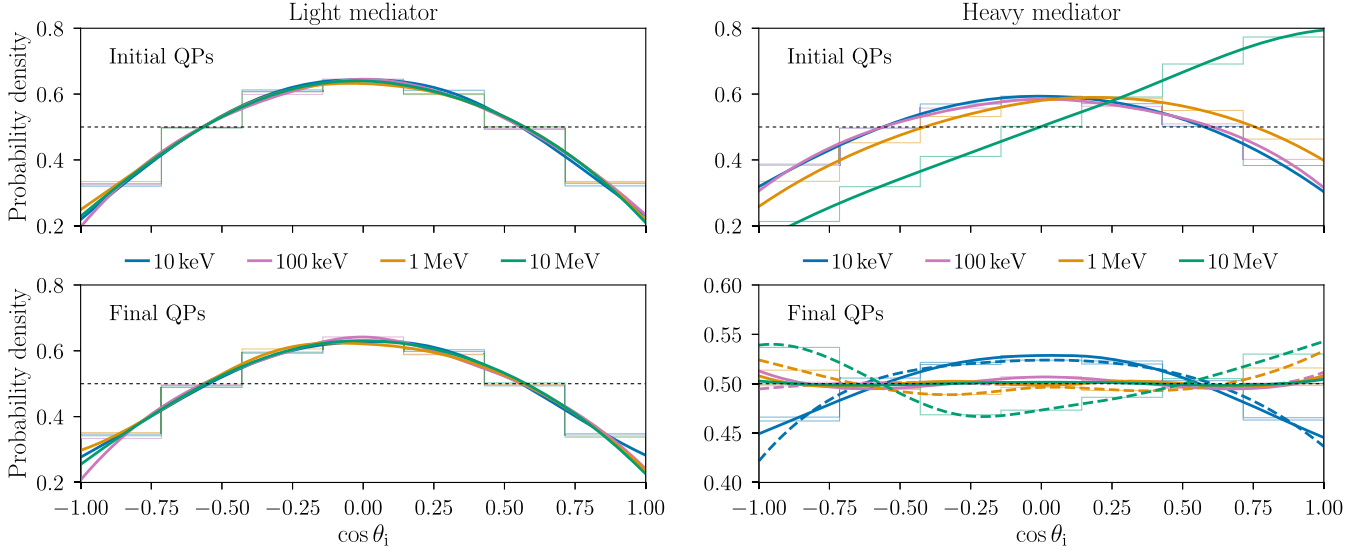 Light mediator
Heavy mediator
Probability density
0.8
0.6
0.4
0.2
Initial QPs
0.8
0.6
0.4
0.2
Initial QPs
10 keV 100 keV 1 MeV 10 MeV
10 keV 100 keV 1 MeV 10 MeV
Probability density
0.8
0.6
0.4
0.2
Final QPs
−1.00 −0.75 −0.50 −0.25 0.00 0.25 0.50 0.75 1.00
cos θi
0.60
0.55
0.50
0.45
0.40
Final QPs
−1.00 −0.75 −0.50 −0.25 0.00 0.25 0.50 0.75 1.00
cos θi